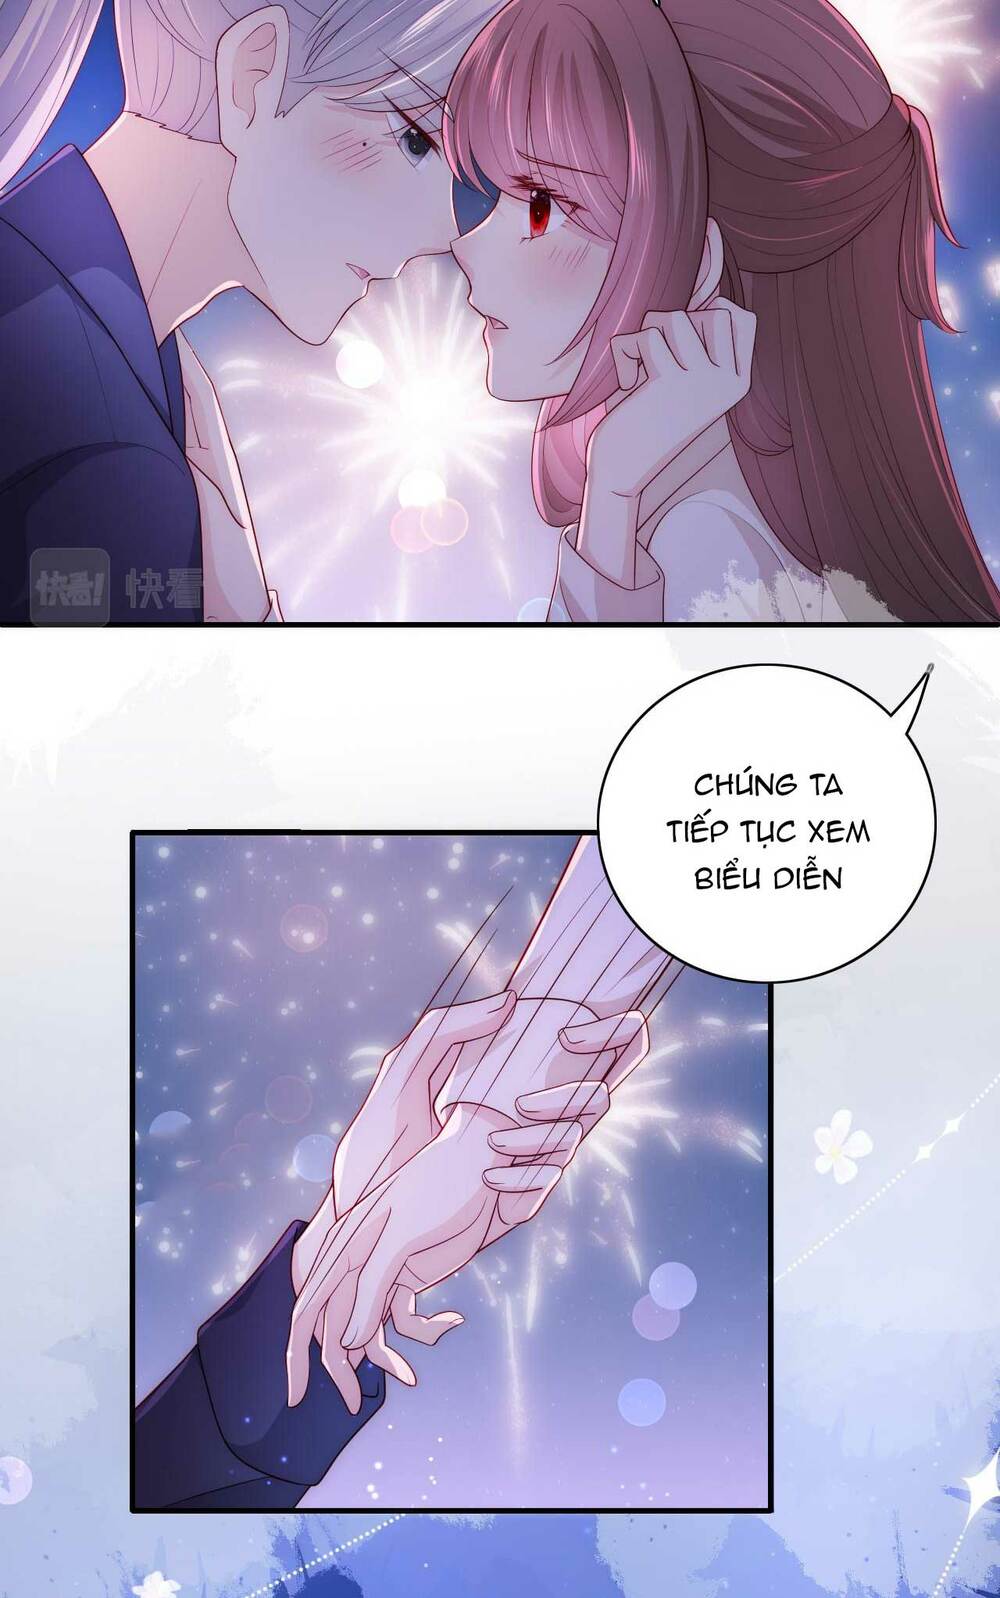 快看! 快看
CHÚNG TA
TIẾP TỤC XEM
BIỂU DIỄN